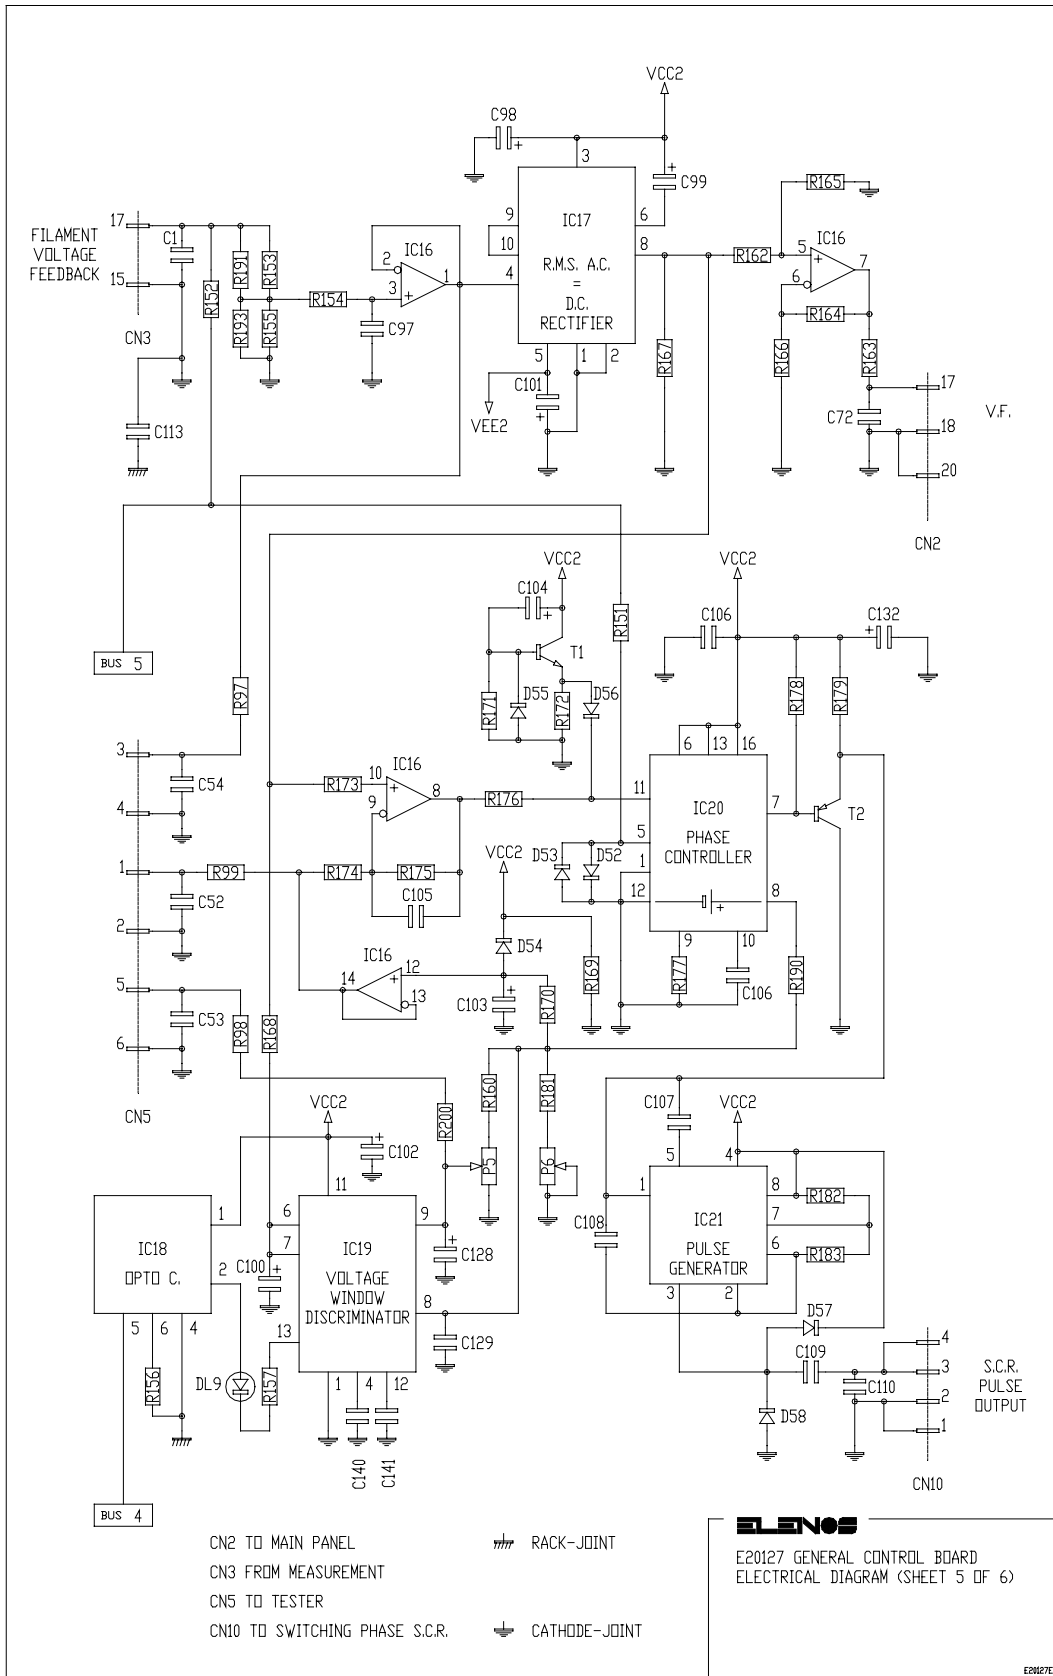 VCC2
C98
3
C99
R165
9
IC17
6
IC16
17
C1
10
8
R162
5
7
FILAMENT
VOLTAGE
FEEDBACK
R191
R153
2
IC16
R.M.S. A.C.
=
D.C.
RECTIFIER
6
15
R152
3
1
4
R154
R164
CN3
R193
R155
C97
R167
R166
R163
5
1
2
C101
17
VEE2
C72
18
V.F.
C113
20
CN2
VCC2
VCC2
C104
R151
C106
C132
BUS 5
T1
R97
R171
D55
R172
D56
R178
R179
3
6
13
16
C54
R173
10
IC16
8
9
R176
11
IC20
7
T2
4
PHASE
CONTROLLER
5
1
R99
R174
R175
VCC2
D53
D52
1
C52
C105
12
8
2
IC16
D54
9
10
14
12
13
R169
R177
C106
R190
5
C103
R170
C53
R98
R168
6
CN5
VCC2
R200
R160
R181
C107
VCC2
C102
P5
P6
5
4
11
1
8
R182
1
6
9
IC21
7
IC18
7
IC19
C108
PULSE
GENERATOR
6
R183
OPTO C.
2
C100
VOLTAGE
WINDOW
DISCRIMINATOR
C128
3
2
8
5
6
4
13
D57
C129
C109
4
R156
DL9
R157
3
S.C.R.
PULSE
OUTPUT
1
4
12
C110
2
D58
1
C140
C141
CN10
BUS 4
CN2 TO MAIN PANEL
RACK-JOINT
CN3 FROM MEASUREMENT
CN5 TO TESTER
CN10 TO SWITCHING PHASE S.C.R.
CATHODE-JOINT
ELENOS
E20127 GENERAL CONTROL BOARD
ELECTRICAL DIAGRAM (SHEET 5 OF 6)
E20127E